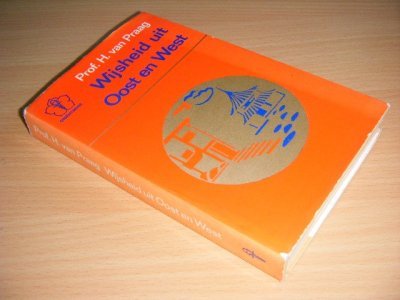 Prof. H. van Praag
Wijsheid uit
Oost en West
Prof. H. van Praag Wijsheid uit Oost en West